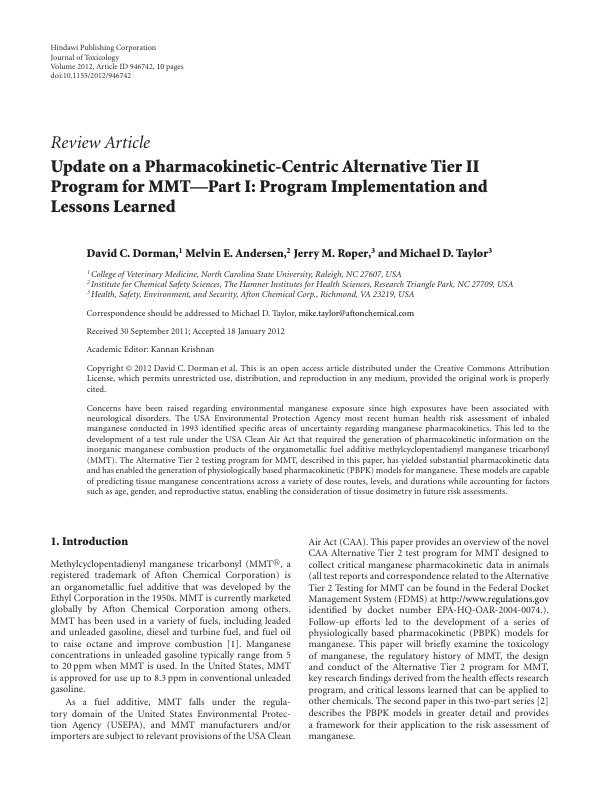 Hindawi Publishing Corporation
Journal of Toxicology
Volume 2012, Article ID 946742, 10 pages
doi:10.1155/2012/946742
Review Article
Update on a Pharmacokinetic-Centric Alternative Tier II
Program for MMT—Part I: Program Implementation and
Lessons Learned
David C. Dorman,1 Melvin E. Andersen,2 Jerry M. Roper,3 and Michael D. Taylor3
1 College of Veterinary Medicine, North Carolina State University, Raleigh, NC 27607, USA
2 Institute for Chemical Safety Sciences, The Hamner Institutes for Health Sciences, Research Triangle Park, NC 27709, USA
3 Health, Safety, Environment, and Security, Afton Chemical Corp., Richmond, VA 23219, USA
Correspondence should be addressed to Michael D. Taylor, mike.taylor@aftonchemical.com
Received 30 September 2011; Accepted 18 January 2012
Academic Editor: Kannan Krishnan
Copyright © 2012 David C. Dorman et al. This is an open access article distributed under the Creative Commons Attribution
License, which permits unrestricted use, distribution, and reproduction in any medium, provided the original work is properly
cited.
Concerns have been raised regarding environmental manganese exposure since high exposures have been associated with
neurological disorders. The USA Environmental Protection Agency most recent human health risk assessment of inhaled
manganese conducted in 1993 identified specific areas of uncertainty regarding manganese pharmacokinetics. This led to the
development of a test rule under the USA Clean Air Act that required the generation of pharmacokinetic information on the
inorganic manganese combustion products of the organometallic fuel additive methylcyclopentadienyl manganese tricarbonyl
(MMT). The Alternative Tier 2 testing program for MMT, described in this paper, has yielded substantial pharmacokinetic data
and has enabled the generation of physiologically based pharmacokinetic (PBPK) models for manganese. These models are capable
of predicting tissue manganese concentrations across a variety of dose routes, levels, and durations while accounting for factors
such as age, gender, and reproductive status, enabling the consideration of tissue dosimetry in future risk assessments.
1. Introduction
Methylcyclopentadienyl manganese tricarbonyl (MMT®, a
registered trademark of Afton Chemical Corporation) is
an organometallic fuel additive that was developed by the
Ethyl Corporation in the 1950s. MMT is currently marketed
globally by Afton Chemical Corporation among others.
MMT has been used in a variety of fuels, including leaded
and unleaded gasoline, diesel and turbine fuel, and fuel oil
to raise octane and improve combustion [1]. Manganese
concentrations in unleaded gasoline typically range from 5
to 20 ppm when MMT is used. In the United States, MMT
is approved for use up to 8.3 ppm in conventional unleaded
gasoline.
As a fuel additive, MMT falls under the regula-
tory domain of the United States Environmental Protec-
tion Agency (USEPA), and MMT manufacturers and/or
importers are subject to relevant provisions of the USA Clean
Air Act (CAA). This paper provides an overview of the novel
CAA Alternative Tier 2 test program for MMT designed to
collect critical manganese pharmacokinetic data in animals
(all test reports and correspondence related to the Alternative
Tier 2 Testing for MMT can be found in the Federal Docket
Management System (FDMS) at http://www.regulations.gov
identified by docket number EPA-HQ-OAR-2004-0074.).
Follow-up efforts led to the development of a series of
physiologically based pharmacokinetic (PBPK) models for
manganese. This paper will briefly examine the toxicology
of manganese, the regulatory history of MMT, the design
and conduct of the Alternative Tier 2 program for MMT,
key research findings derived from the health effects research
program, and critical lessons learned that can be applied to
other chemicals. The second paper in this two-part series [2]
describes the PBPK models in greater detail and provides
a framework for their application to the risk assessment of
manganese.